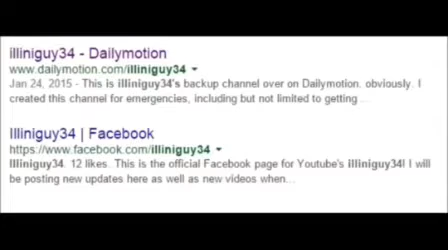 illiniguy34 - Dailymotion
www.dailymotion.com/illiniguy34
Jan 24, 2015 - This is illiniguy34's backup channel over on Dailymotion. obviously. I
created this channel for emergencies, including but not limited to getting ...
Illiniguy34 | Facebook
https://www.facebook.com/illiniguy34
Illiniguy34. 12 likes. This is the official Facebook page for Youtube's illiniguy34! I will
be posting new updates here as well as new videos when...